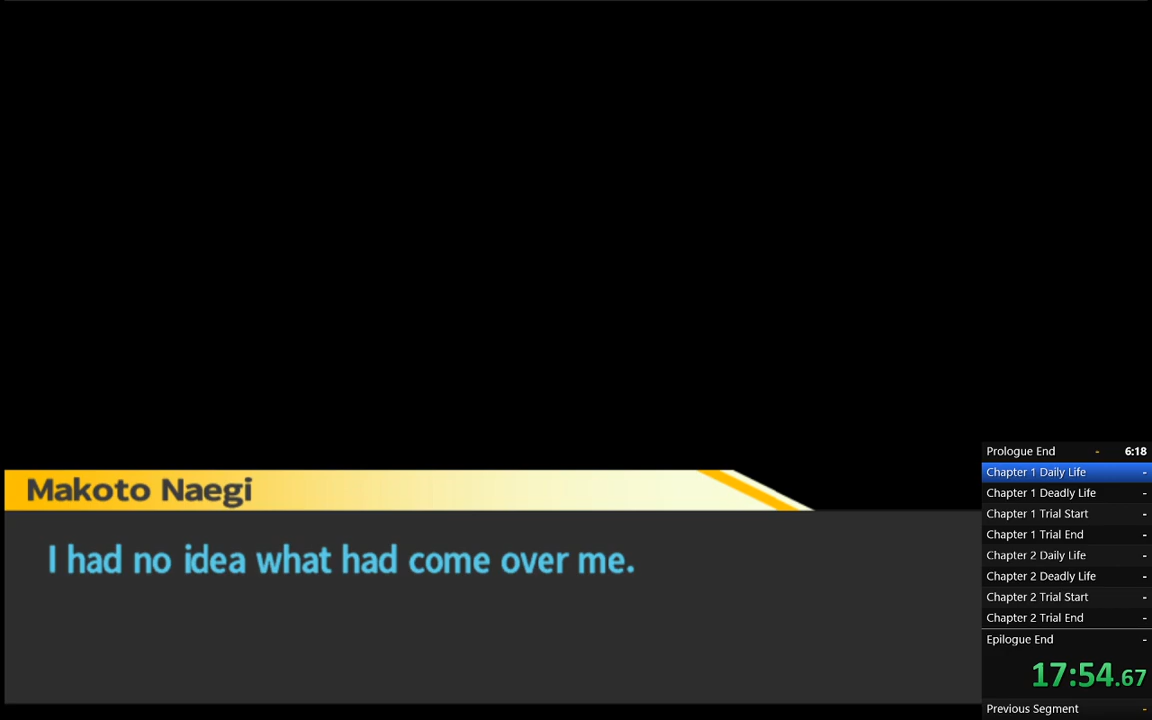 Makoto Naegi
I had no idea what had come over me.
Prologue End - 6:18
Chapter 1 Daily Life -
Chapter 1 Deadly Life -
Chapter 1 Trial Start -
Chapter 1 Trial End -
Chapter 2 Daily Life -
Chapter 2 Deadly Life -
Chapter 2 Trial Start -
Chapter 2 Trial End -
Epilogue End -
17:54.67
Previous Segment -